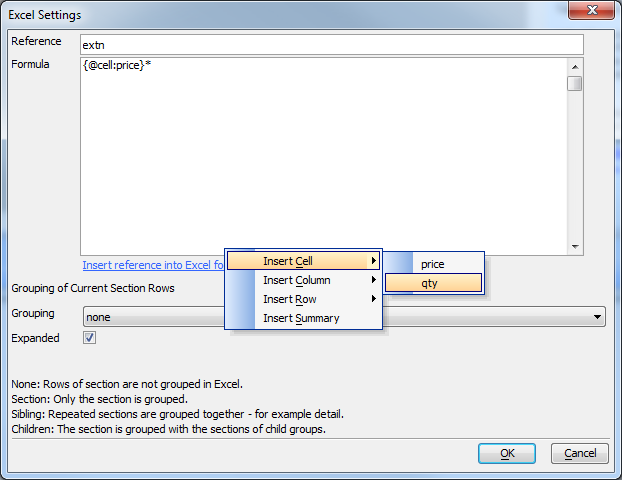 Excel Settings
Reference
extn
Formula
{@cell:price}*
Insert reference into Excel fo
Insert Cell
Insert Column
Insert Row
Insert Summary
price
qty
Grouping of Current Section Rows
Grouping
none
Expanded
None: Rows of section are not grouped in Excel.
Section: Only the section is grouped.
Sibling: Repeated sections are grouped together - for example detail.
Children: The section is grouped with the sections of child groups.
OK
Cancel